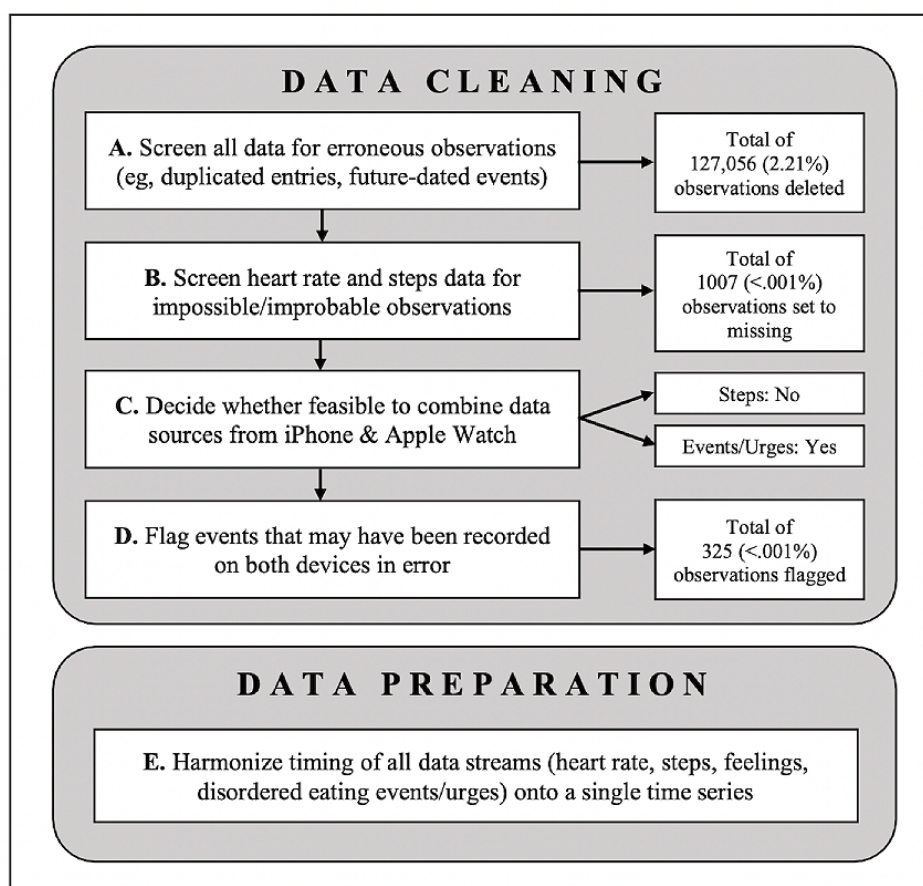 DATA CLEANING
A. Screen all data for erroneous observations
(eg, duplicated entries, future-dated events)
Total of
127,056 (2.21%)
observations deleted
B. Screen heart rate and steps data for
impossible/improbable observations
Total of
1007 (<.001%)
observations set to
missing
C. Decide whether feasible to combine data
sources from iPhone & Apple Watch
Steps: No
Events/Urges: Yes
D. Flag events that may have been recorded
on both devices in error
Total of
325 (<.001%)
observations flagged
DATA PREPARATION
E. Harmonize timing of all data streams (heart rate, steps, feelings,
disordered eating events/urges) onto a single time series